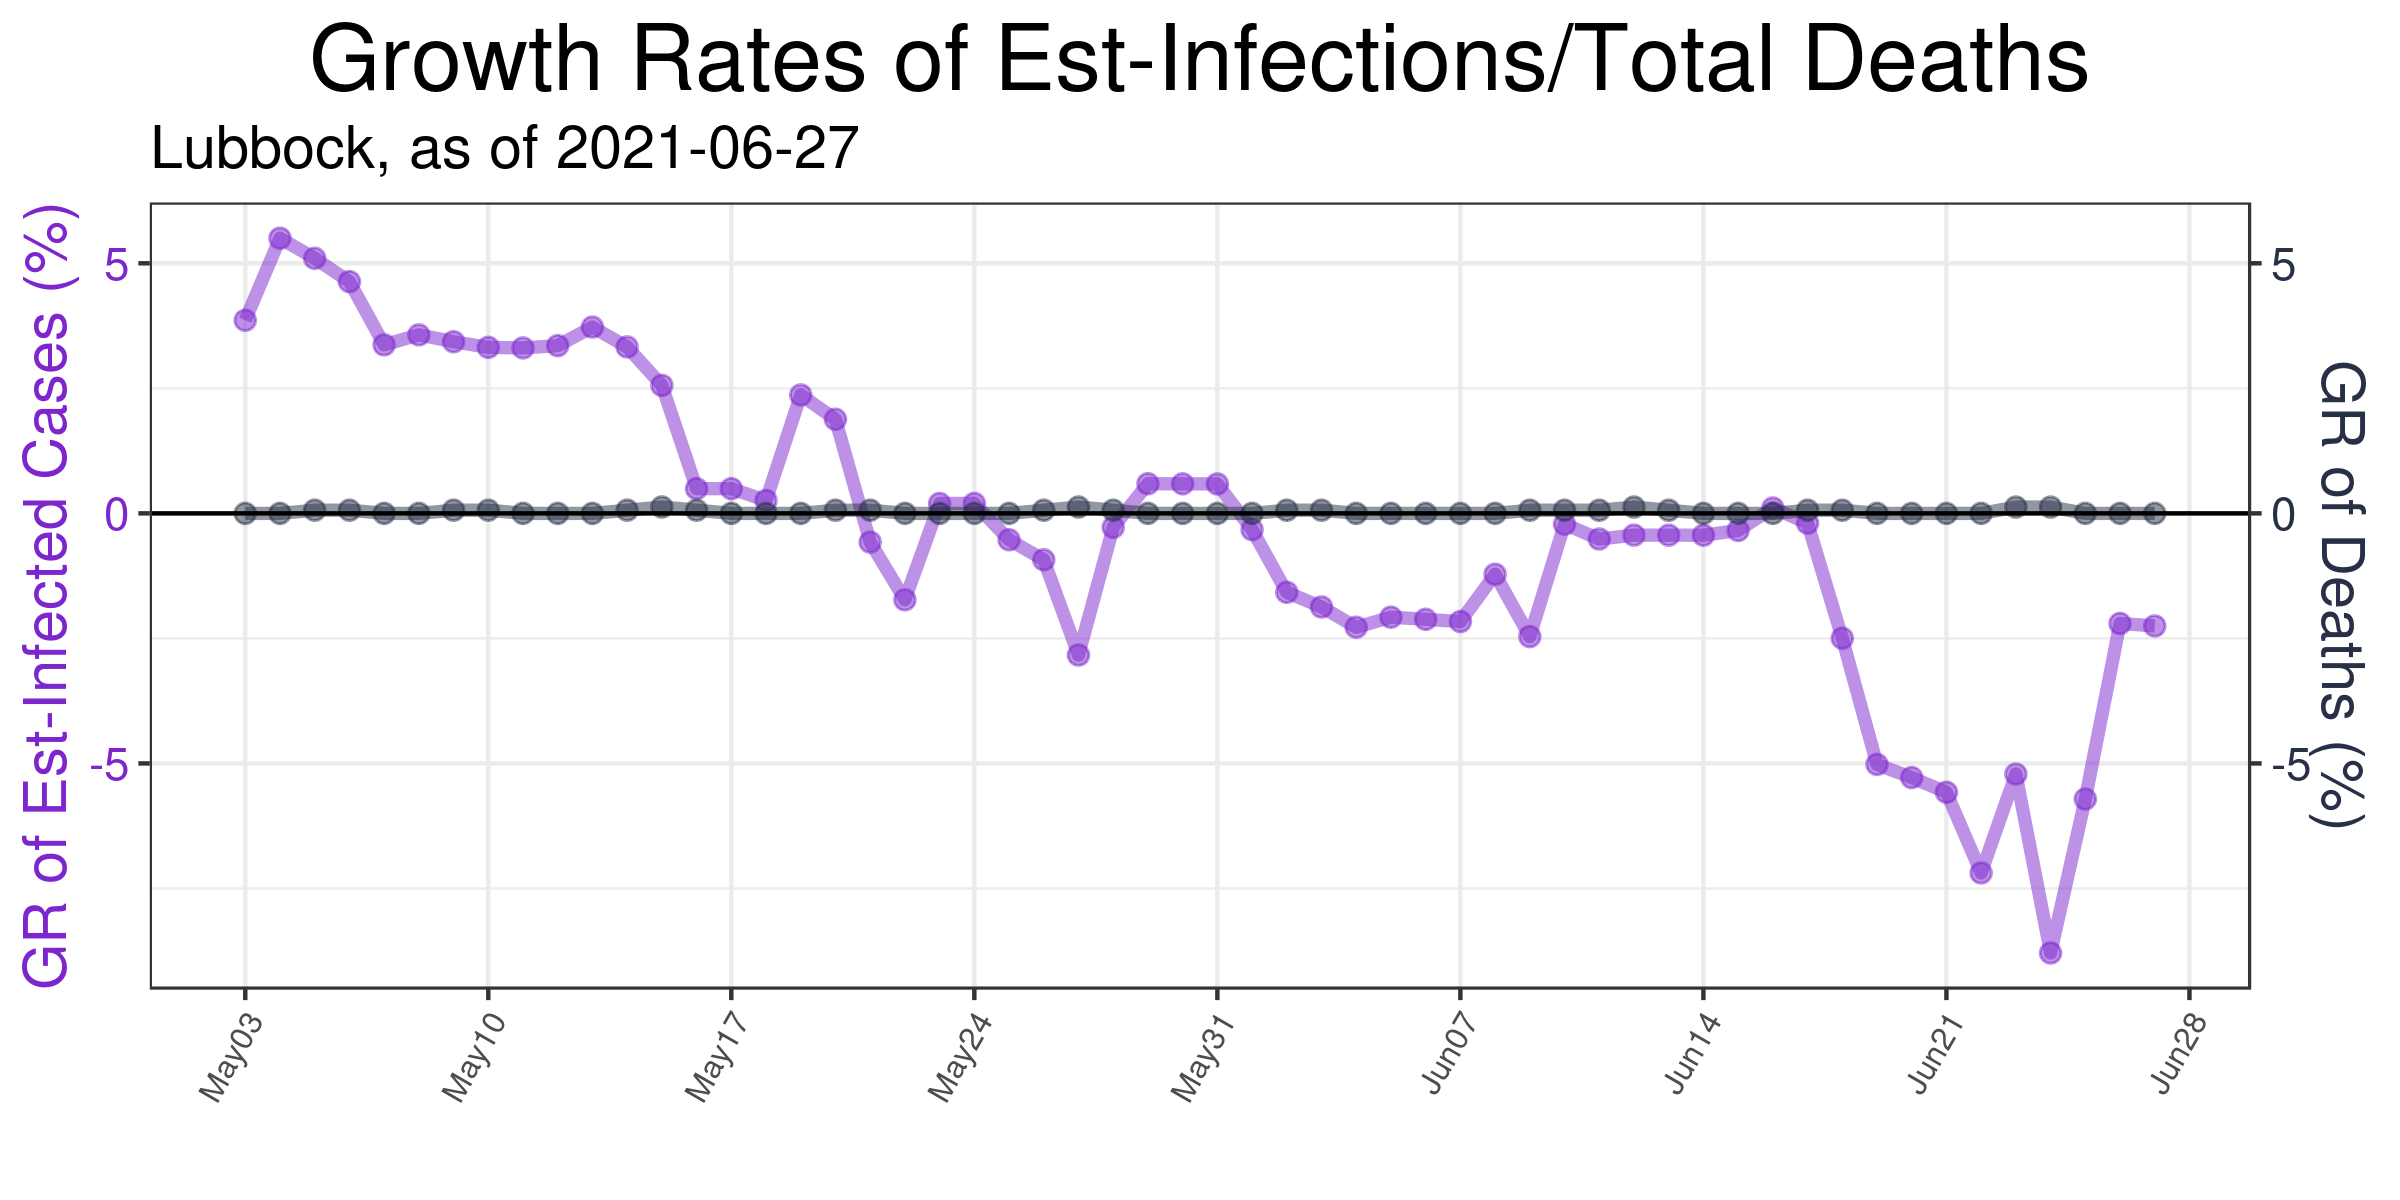 Growth Rates of Est-Infections/Total Deaths
Lubbock, as of 2021-06-27
GR of Est-Infected Cases (%)
5
0
-5
5
0
-5
GR of Deaths (%)
May03
May10
May17
May24
May31
Jun07
Jun14
Jun21
Jun28